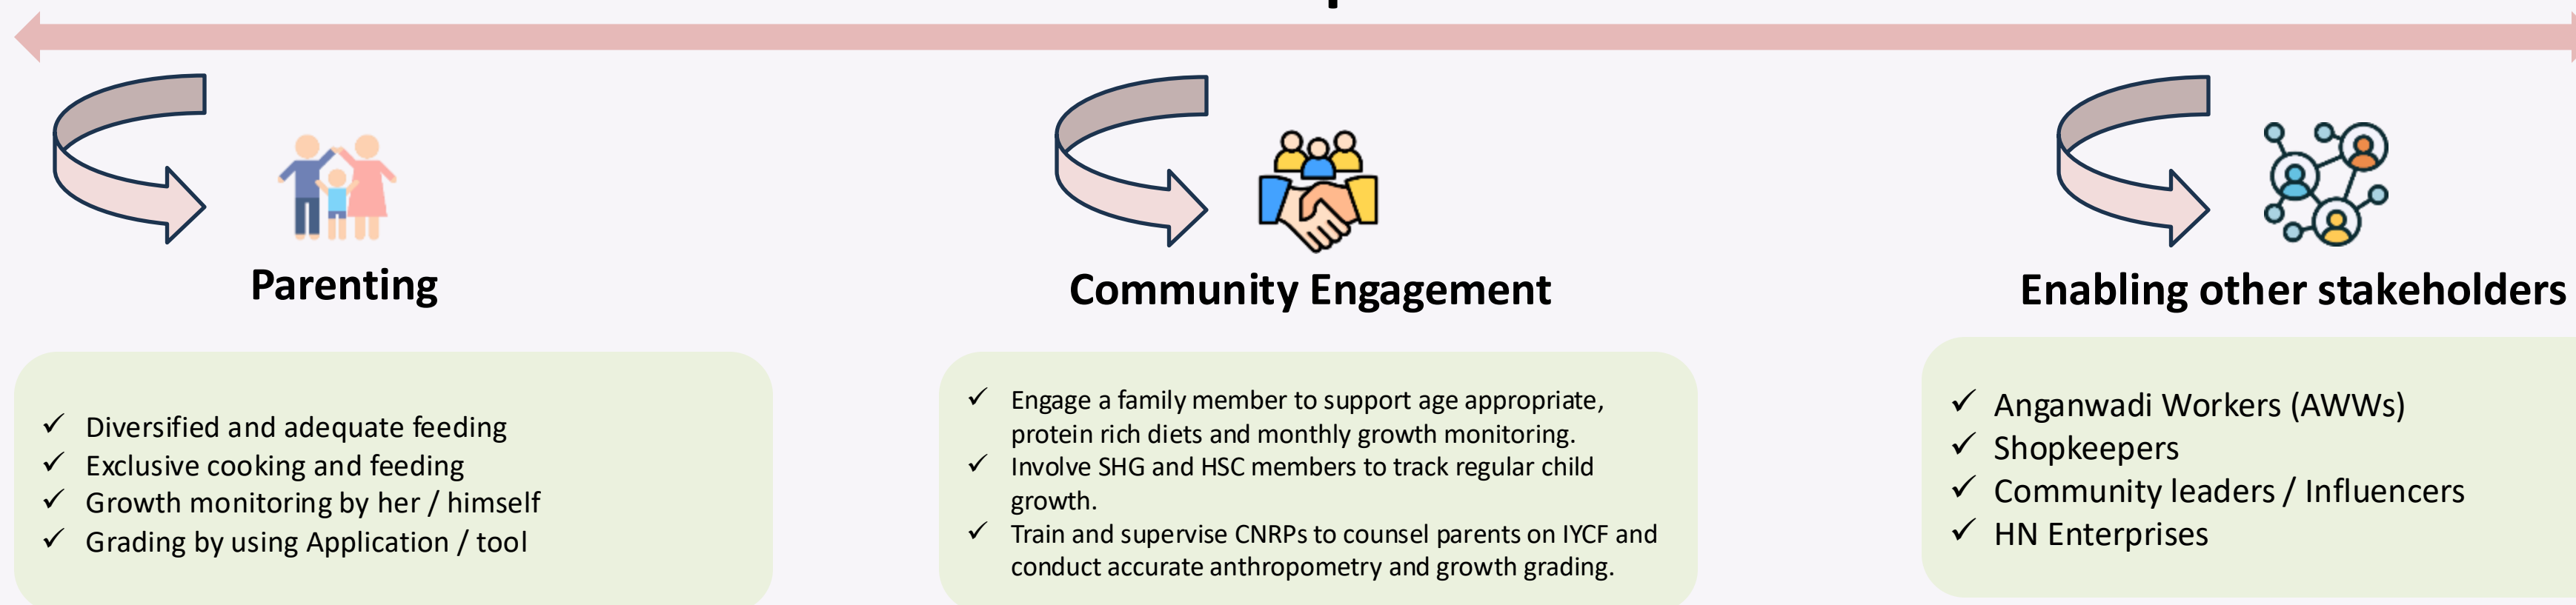 Parenting
Community Engagement
Enabling other stakeholders
✓ Diversified and adequate feeding
✓ Exclusive cooking and feeding
✓ Growth monitoring by her / himself
✓ Grading by using Application / tool
✓ Engage a family member to support age appropriate,
protein rich diets and monthly growth monitoring.
✓ Involve SHG and HSC members to track regular child
growth.
✓ Train and supervise CNRPs to counsel parents on IYCF and
conduct accurate anthropometry and growth grading.
✓ Anganwadi Workers (AWWs)
✓ Shopkeepers
✓ Community leaders / Influencers
✓ HN Enterprises